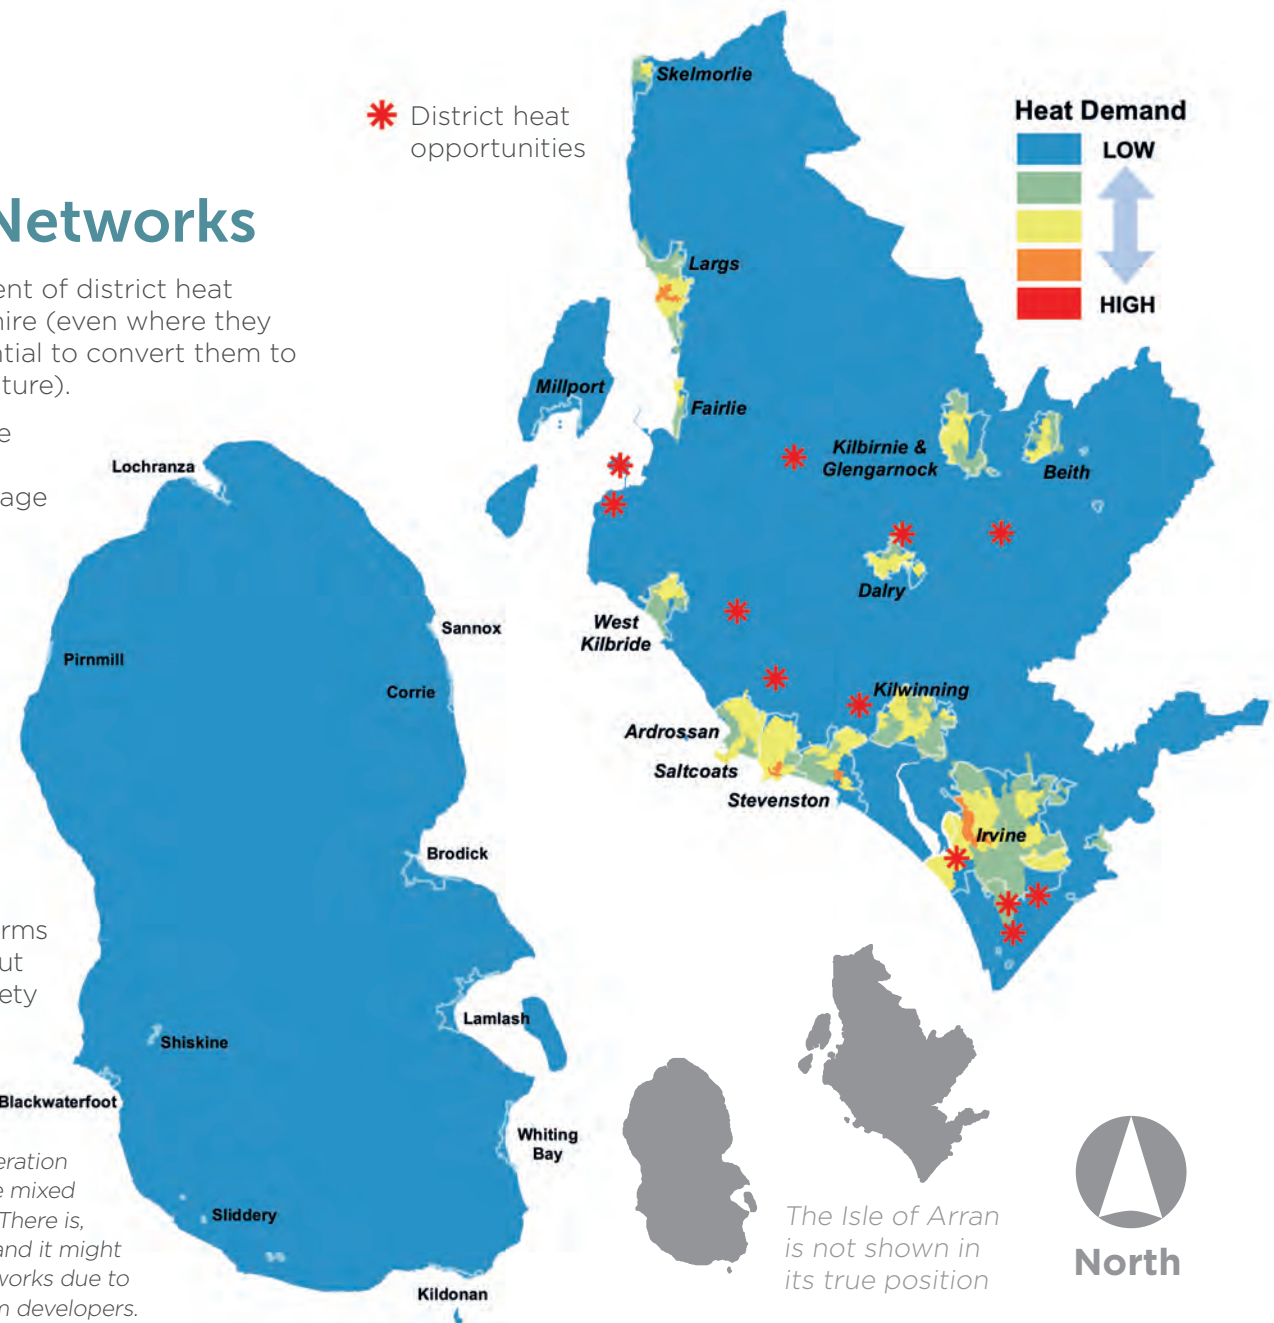 Networks
ent of district heat
hire (even where they
ntial to convert them to
ture).
e
age
rms
ut
ety
eration
e mixed
There is,
and it might
works due to
m developers.
District heat
opportunities
Heat Demand
LOW
HIGH
Skelmorlie
Largs
Millport
Fairlie
Kilbirnie &
Glengarnock
Beith
Dalry
West
Kilbride
Kilwinning
Ardrossan
Saltcoats
Stevenston
Irvine
Lochranza
Sannox
Pirnmill
Corrie
Brodick
Lamlash
Shiskine
Blackwaterfoot
Whiting
Bay
Sliddery
Kildonan
The Isle of Arran
is not shown in
its true position
North